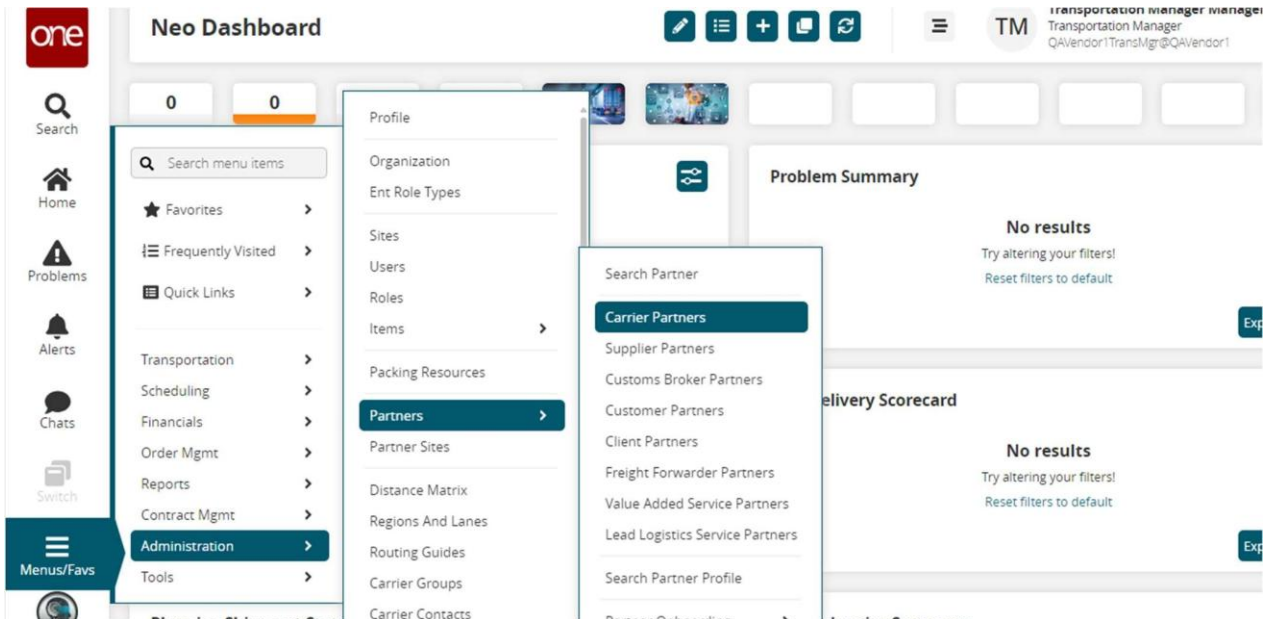 one
Neo Dashboard
TM
Transportation Manager Manager
Transportation Manager
QAVendor1TransMgr@QAVendor1
Search
Home
Problems
Alerts
Chats
Switch
Menus/Favs
0
0
Search menu items
Favorites
Frequently Visited
Quick Links
Transportation
Scheduling
Financials
Order Mgmt
Reports
Contract Mgmt
Administration
Tools
Profile
Organization
Ent Role Types
Sites
Users
Roles
Items
Packing Resources
Partners
Partner Sites
Distance Matrix
Regions And Lanes
Routing Guides
Carrier Groups
Carrier Contacts
Search Partner
Carrier Partners
Supplier Partners
Customs Broker Partners
Customer Partners
Client Partners
Freight Forwarder Partners
Value Added Service Partners
Lead Logistics Service Partners
Search Partner Profile
Problem Summary
No results
Try altering your filters!
Reset filters to default
Exp
elivery Scorecard
No results
Try altering your filters!
Reset filters to default
Exp